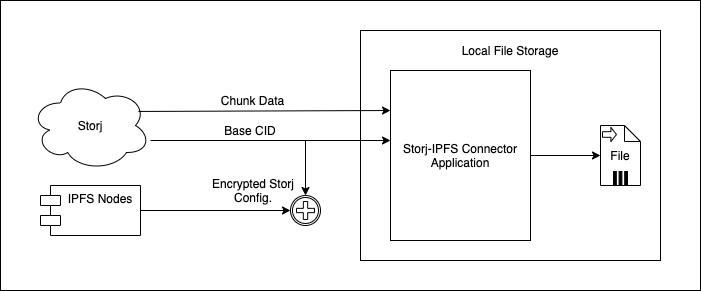 Local File Storage
Chunk Data
Storj
Base CID
Storj-IPFS Connector
Application
File
IPFS Nodes
Encrypted Storj
Config.